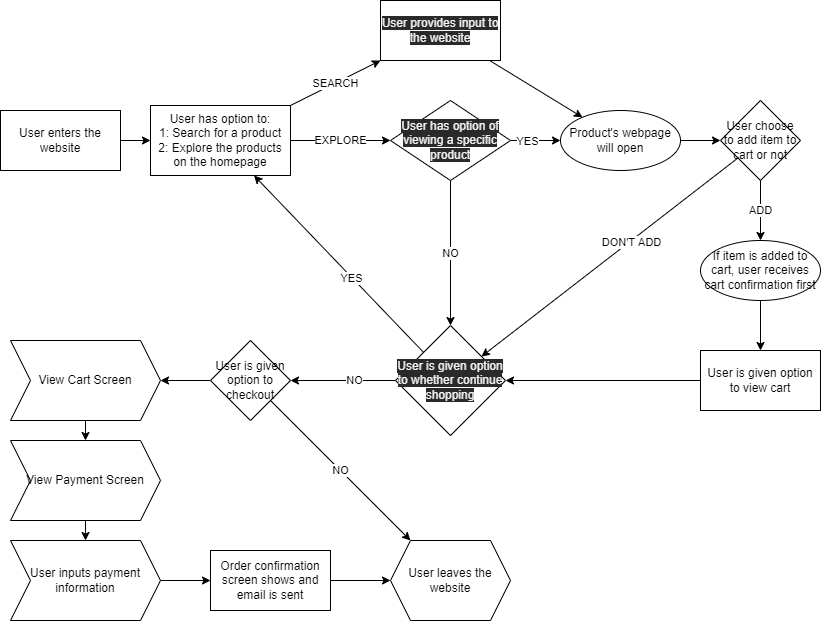 User provides input to
the website
SEARCH
User enters the
website
User has option to:
1: Search for a product
2: Explore the products
on the homepage
EXPLORE
User has option of
viewing a specific
product
YES
Product's webpage
will open
User choose
to add item to
cart or not
ADD
DON'T ADD
NO
YES
If item is added to
cart, user receives
cart confirmation first
User is given option
to view cart
User is given option
to whether continue
shopping
NO
User is given
option to
checkout
View Cart Screen
NO
View Payment Screen
User inputs payment
information
Order confirmation
screen shows and
email is sent
User leaves the
website